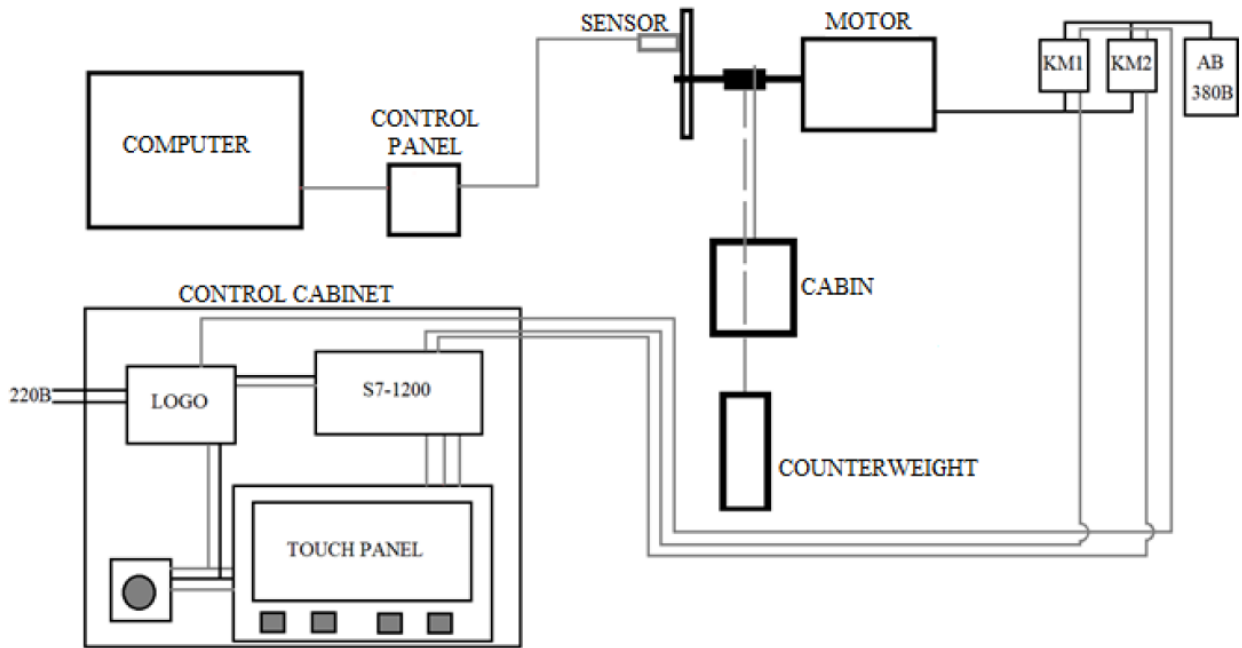 SENSOR
MOTOR
KM1
KM2
AB
380B
COMPUTER
CONTROL
PANEL
CABIN
CONTROL CABINET
220B
LOGO
S7-1200
COUNTERWEIGHT
TOUCH PANEL